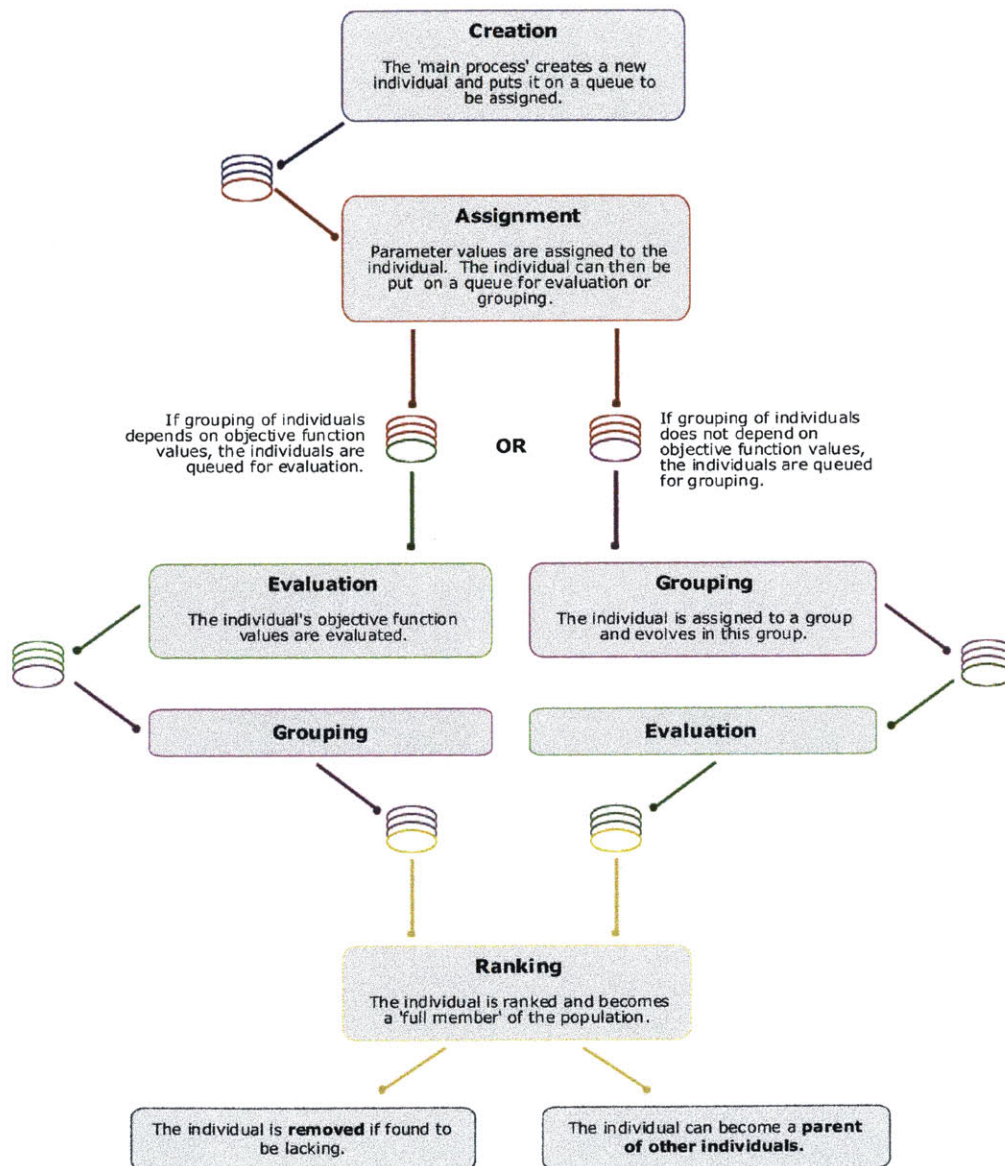 Creation
The 'main process' creates a new
individual and puts it on a queue to
be assigned.
Assignment
Parameter values are assigned to the
individual.  The individual can then be
put  on a queue for evaluation or
grouping.
If grouping of individuals
depends on objective function
values, the individuals are
queued for evaluation.
OR
If grouping of individuals
does not depend on
objective function values,
the individuals are queued
for grouping.
Evaluation
The individual's objective function
values are evaluated.
Grouping
The individual is assigned to a group
and evolves in this group.
Grouping
Evaluation
Ranking
The individual is ranked and becomes
a 'full member' of the population.
The individual is removed if found to
be lacking.
The individual can become a parent
of other individuals.